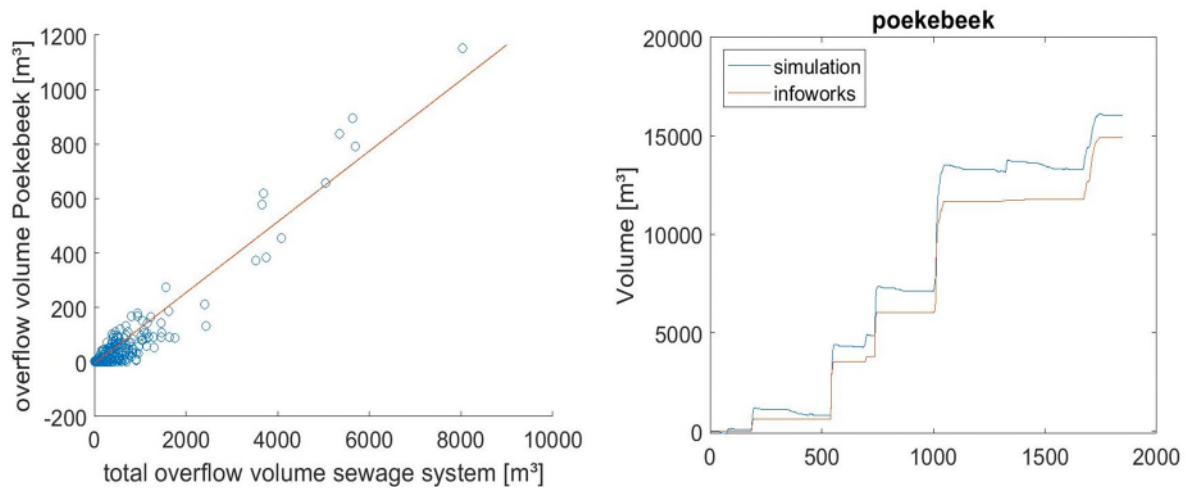 overflow volume Poekebeek [m³]
1200
1000
800
600
400
200
0
-200
0 2000 4000 6000 8000 10000
total overflow volume sewage system [m³]
poekebeek
Volume [m³]
20000
15000
10000
5000
0
simulation
infoworks
0 500 1000 1500 2000